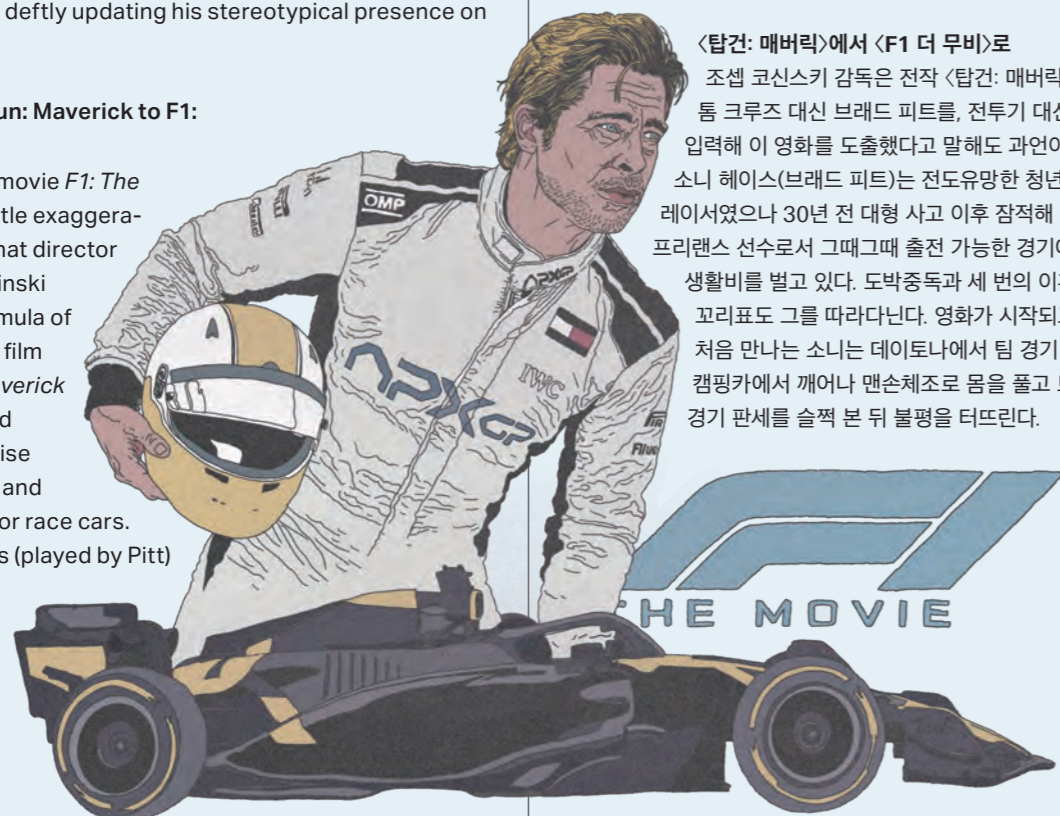 deftly updating his stereotypical presence on
un: Maverick to F1:
movie F1: The
tle exaggera-
hat director
inski
mula of
film
verick
d
ise
and
or race cars.
s (played by Pitt)
〈탑건: 매버릭〉에서 〈F1 더 무비〉로
조셉 코신스키 감독은 전작 〈탑건: 매버릭
톰 크루즈 대신 브래드 피트를, 전투기 대신
입력해 이 영화를 도출했다고 말해도 과언이
소니 헤이스(브래드 피트)는 전도유망한 청년
레이서였으나 30년 전 대형 사고 이후 잠적해
프리랜스 선수로서 그때그때 출전 가능한 경기에
생활비를 벌고 있다. 도박중독과 세 번의
꼬리표도 그를 따라다닌다. 영화가
처음 만나는 소니는 데이토나에서 팀 경기
캠핑카에서 깨어나 맨손체조로 몸을 풀고
경기 판세를 슬쩍 본 뒤 불평을 터뜨린다.
OMP
APXGP
APXGP
IWC
F1
THE MOVIE